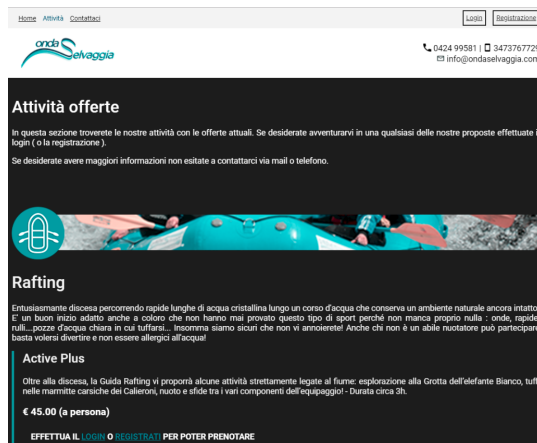 Home Attività Contattaci
Login Registrazione
onda
Selvaggia
0424 99581 | 3473767729
info@ondaselvaggia.com
Attività offerte
In questa sezione troverete le nostre attività con le offerte attuali. Se desiderate avventurarvi in una qualsiasi delle nostre proposte effettuate
login ( o la registrazione ).
Se desiderate avere maggiori informazioni non esitate a contattarci via mail o telefono.
Rafting
Entusiasmante discesa percorrendo rapide lunghe di acqua cristallina lungo un corso d'acqua che conserva un ambiente naturale ancora intatto
E' un buon inizio adatto anche a coloro che non hanno mai provato questo tipo di sport perché non manca proprio nulla : onde, rapide
rulli...pozze d'acqua chiara in cui tuffarsi... Insomma siamo sicuri che non vi annoierete! Anche chi non è un abile nuotatore può partecipare
basta volersi divertire e non essere allergici all'acqua!
Active Plus
Oltre alla discesa, la Guida Rafting vi proporrà alcune attività strettamente legate al fiume: esplorazione alla Grotta dell'elefante Bianco, tuff
nelle marmitte carsiche dei Calieroni, nuoto e sfide tra i vari componenti dell'equipaggio! - Durata circa 3h.
€ 45.00 (a persona)
EFFETTUA IL LOGIN O REGISTRATI PER POTER PRENOTARE